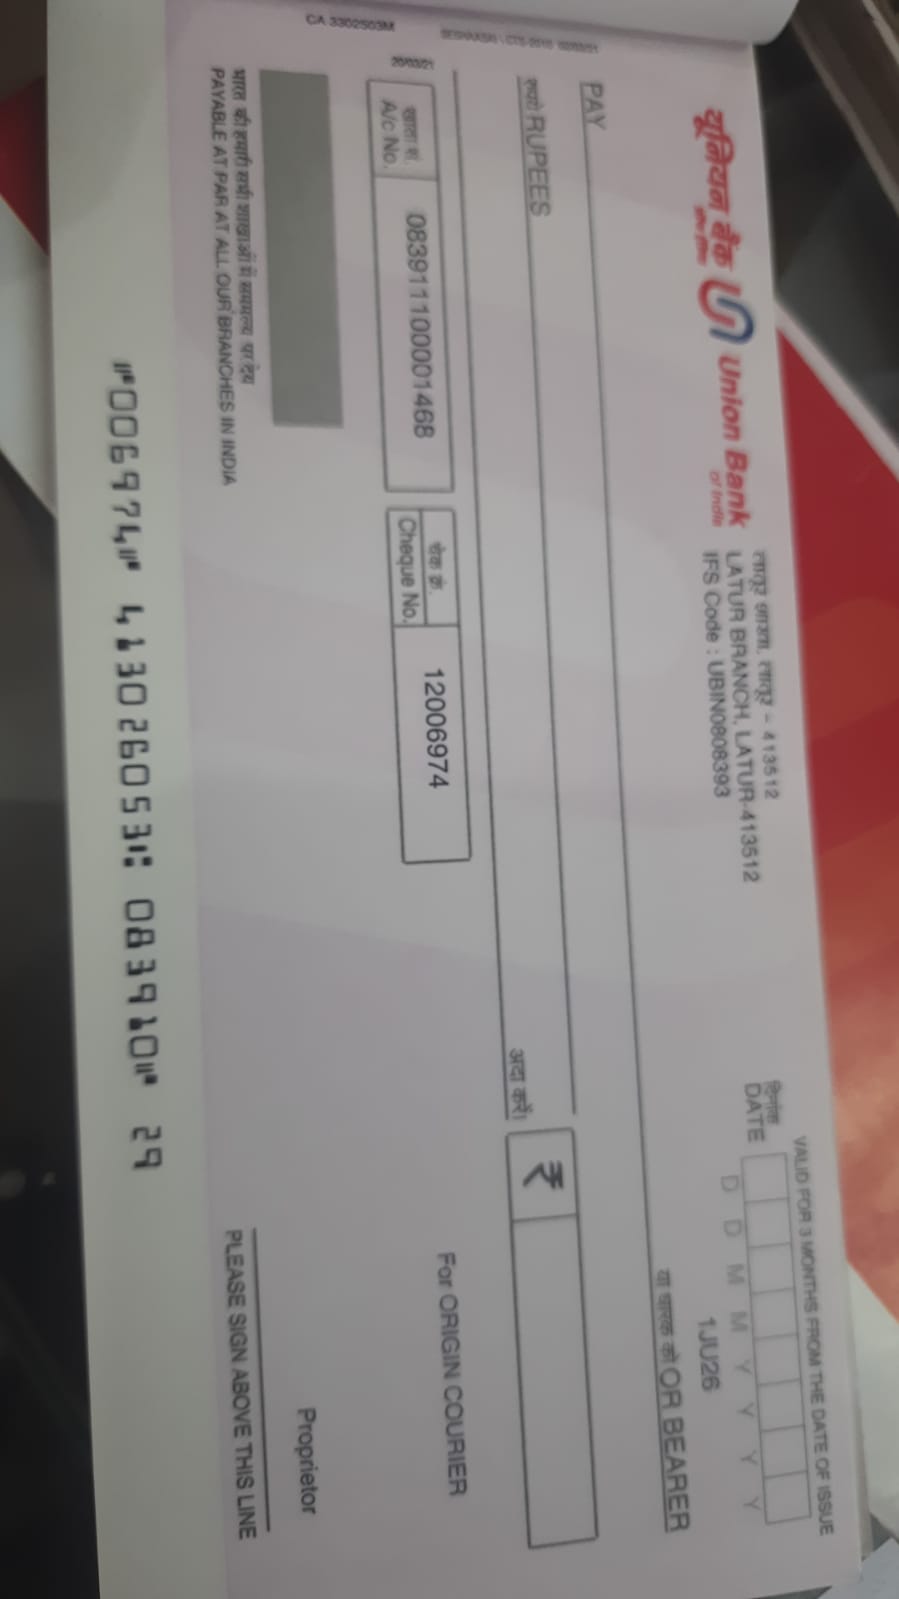 VALID FOR 3 MONTHS FROM THE DATE OF ISSUE
यूनियन बैंक Union Bank
of India
लातूर शाखा, लातूर - 413512
LATUR BRANCH, LATUR-413512
IFS Code : UBIN0808393
दिनांक
DATE
D D M M Y Y Y Y
1JU26
या धारक को OR BEARER
PAY
रुपये RUPEES
अदा करें।
₹
खाता सं.
A/c No.
083911100001468
चेक क्रं.
Cheque No.
12006974
For ORIGIN COURIER
Proprietor
PLEASE SIGN ABOVE THIS LINE
भारत की हमारी सभी शाखाओं में सममूल्य पर देय
PAYABLE AT PAR AT ALL OUR BRANCHES IN INDIA
⑈006974⑈ 413026053⑆ 083910⑈ 29